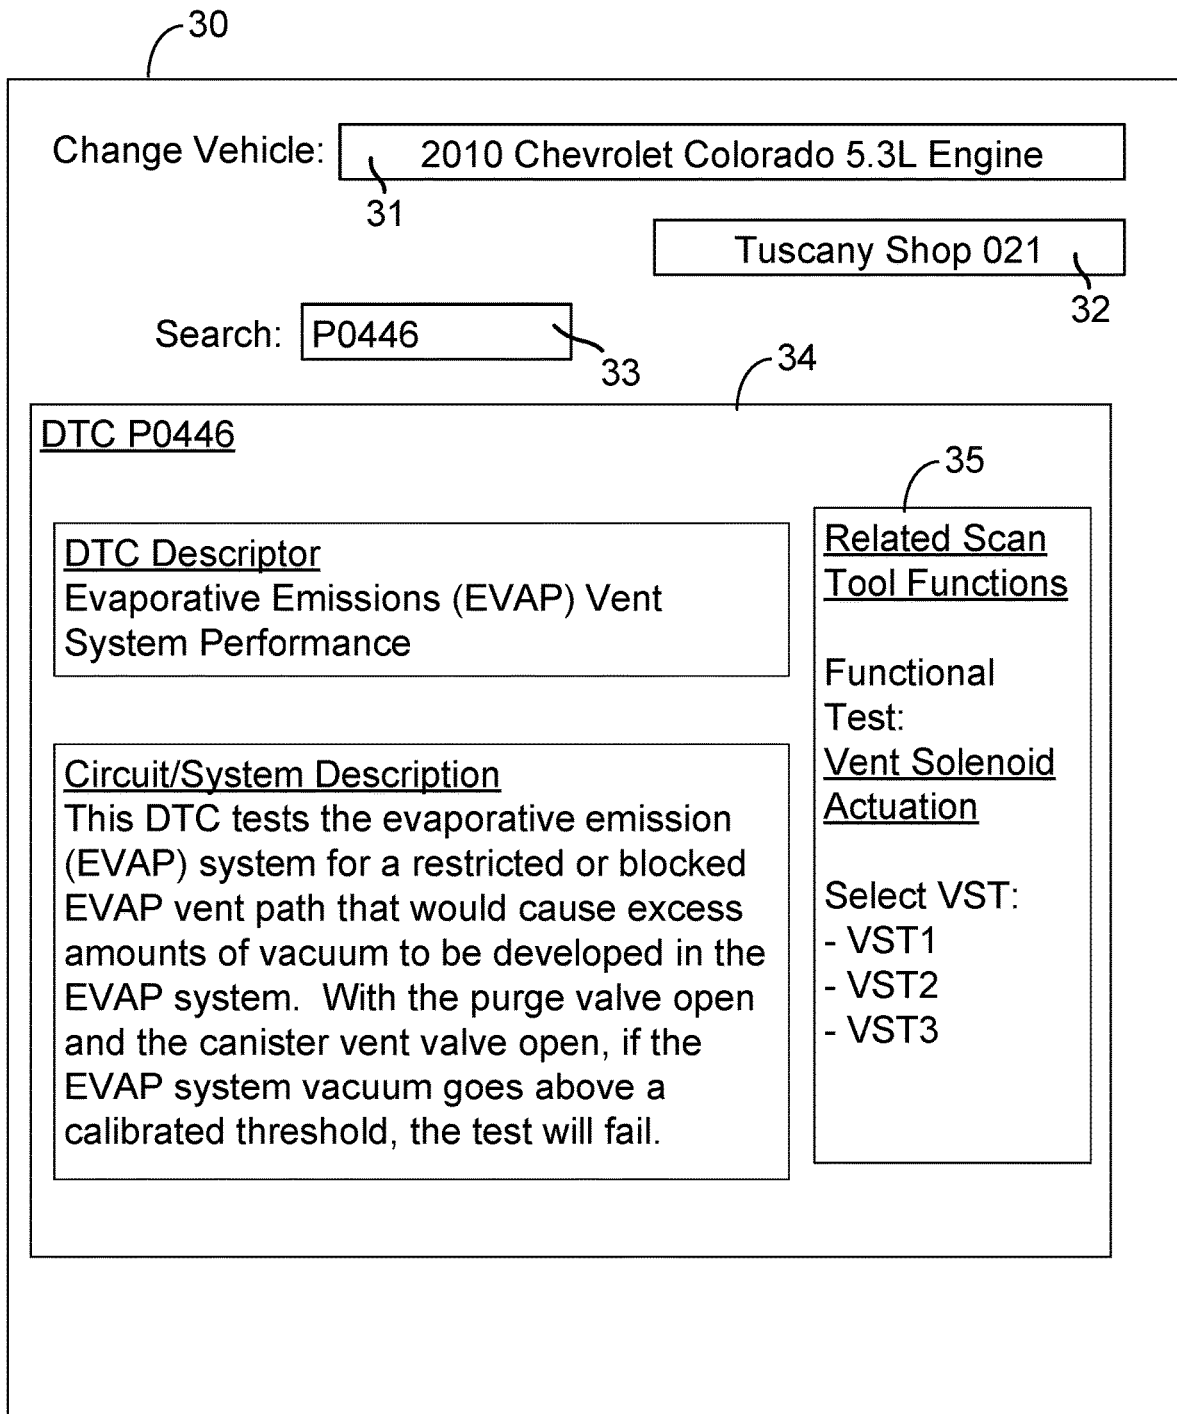 30
Change Vehicle: 2010 Chevrolet Colorado 5.3L Engine
31
Tuscany Shop 021
32
Search: P0446
33
34
DTC P0446
35
DTC Descriptor
Evaporative Emissions (EVAP) Vent
System Performance
Circuit/System Description
This DTC tests the evaporative emission
(EVAP) system for a restricted or blocked
EVAP vent path that would cause excess
amounts of vacuum to be developed in the
EVAP system.  With the purge valve open
and the canister vent valve open, if the
EVAP system vacuum goes above a
calibrated threshold, the test will fail.
Related Scan
Tool Functions
Functional
Test:
Vent Solenoid
Actuation
Select VST:
- VST1
- VST2
- VST3